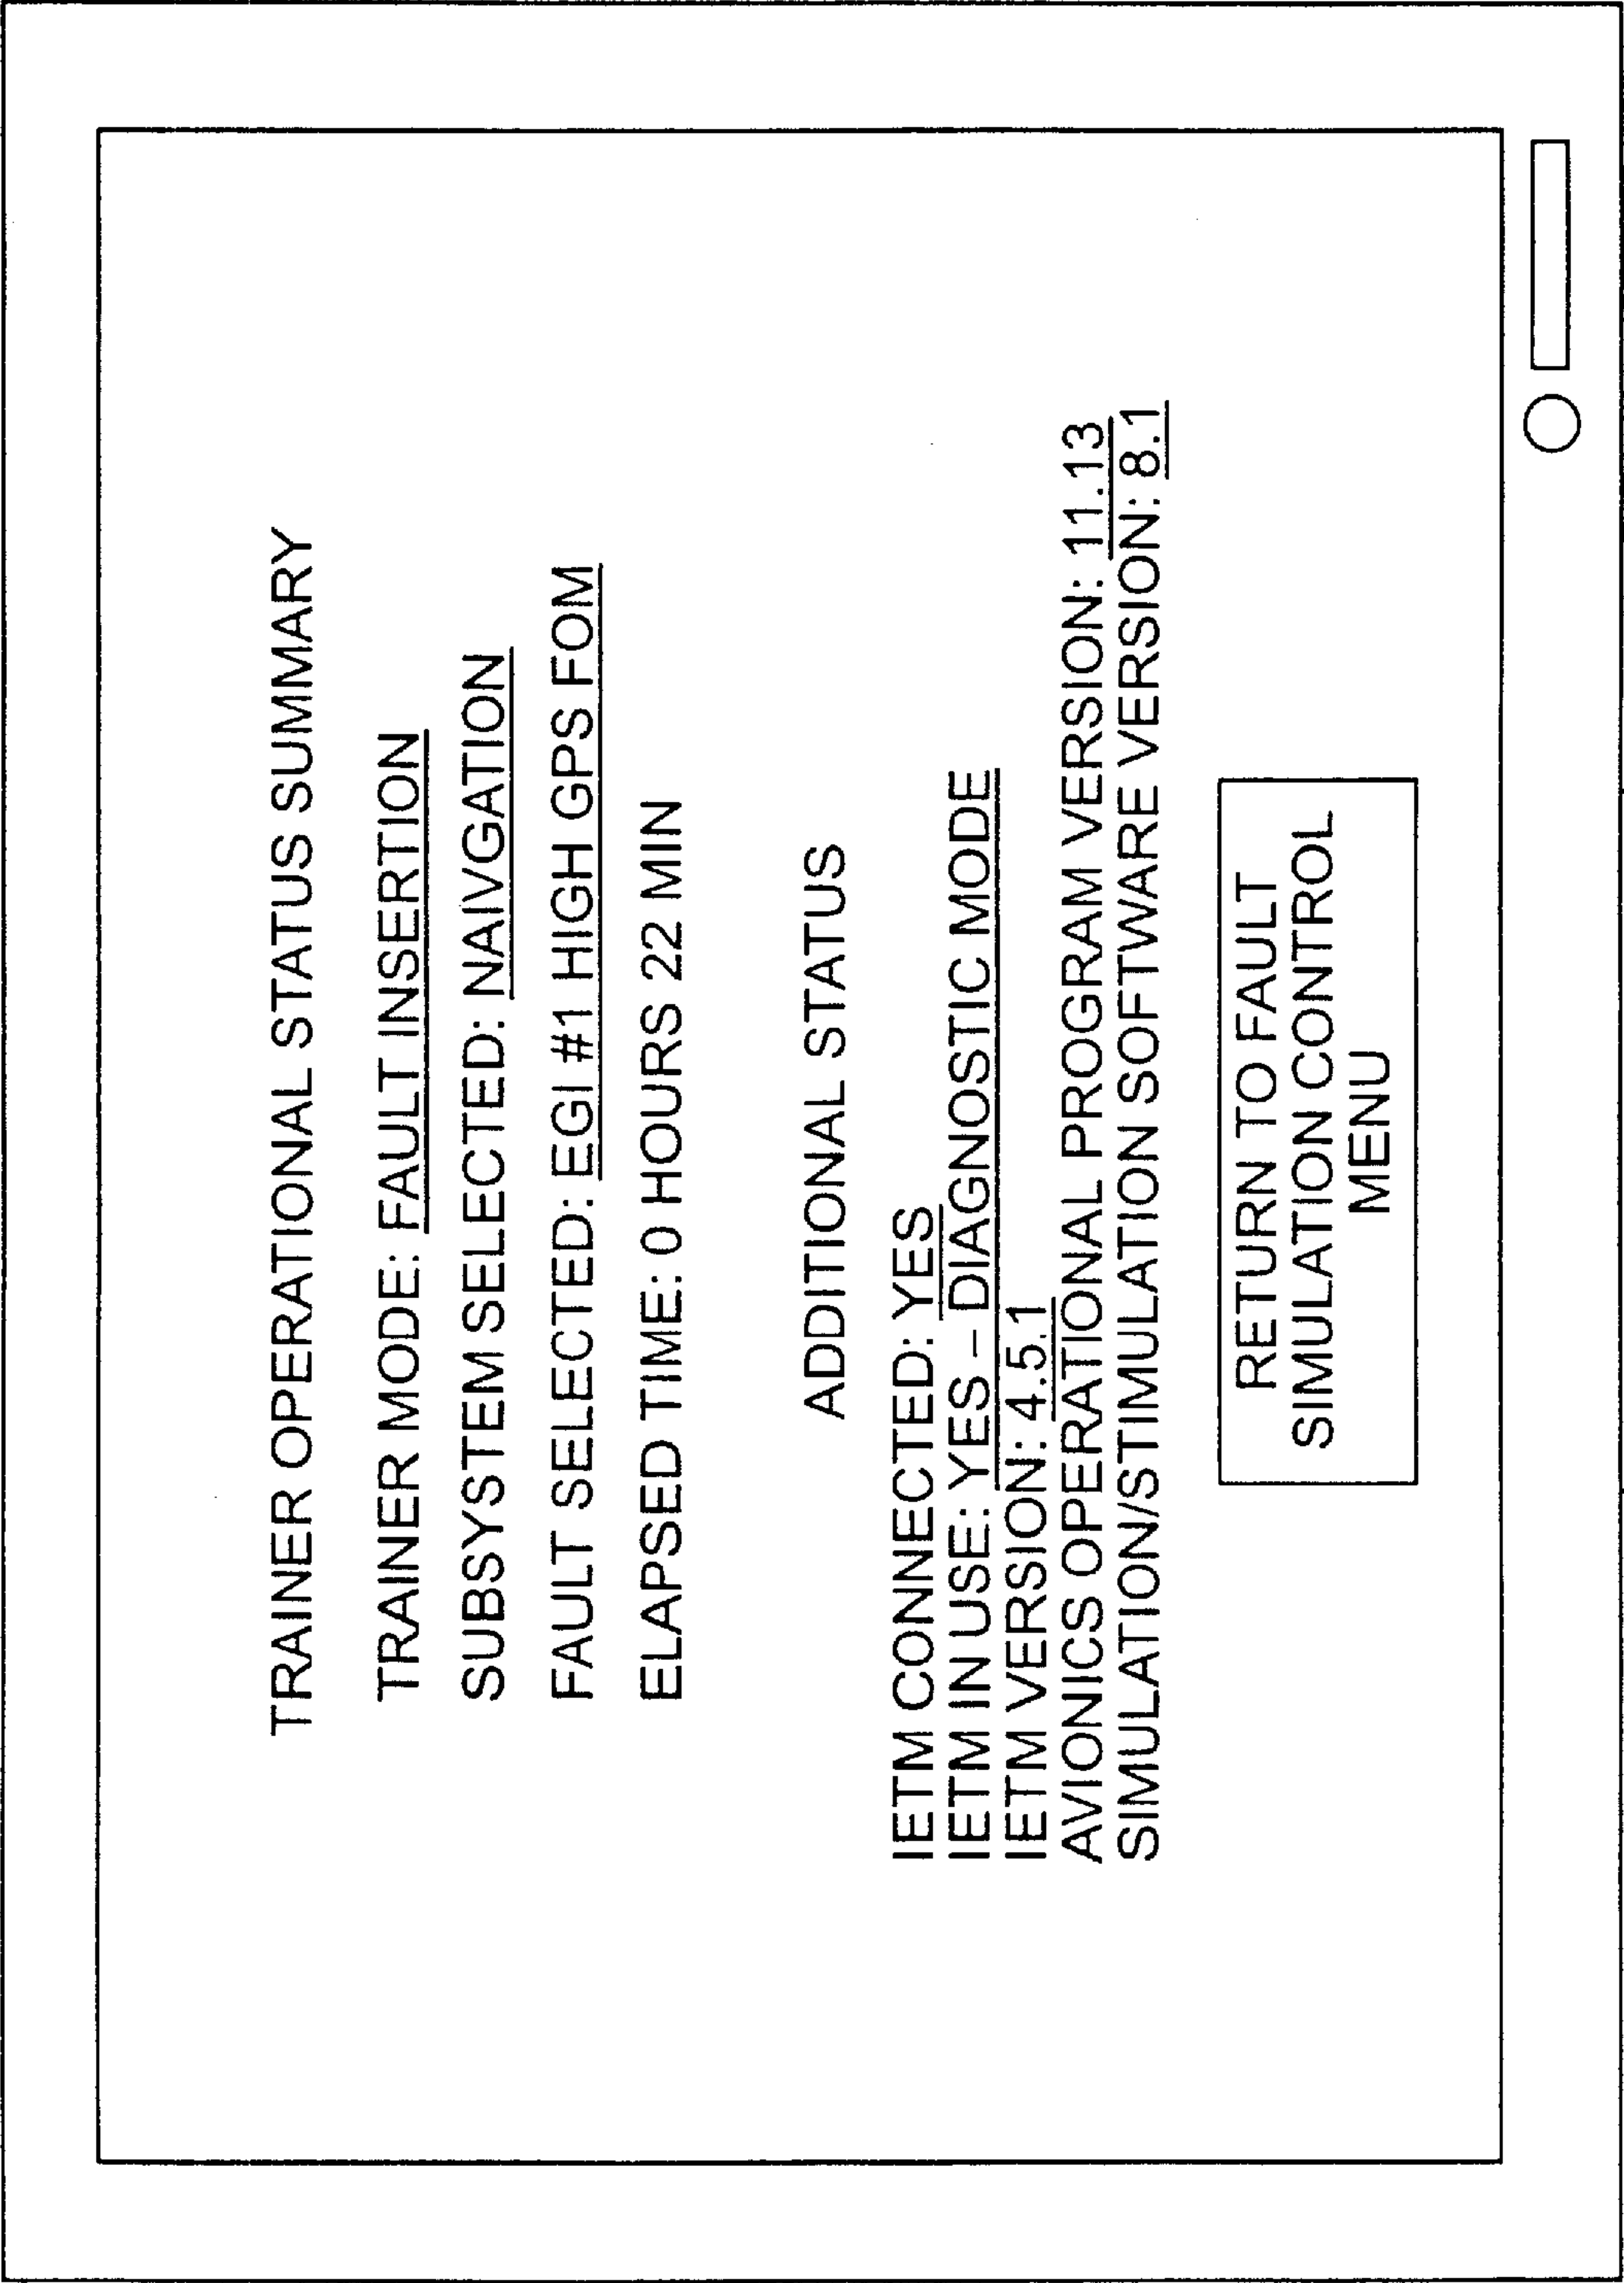 TRAINER OPERATIONAL STATUS SUMMARY
TRAINER MODE: FAULT INSERTION
SUBSYSTEM SELECTED: NAIVGATION
FAULT SELECTED: EGI #1 HIGH GPS FOM
ELAPSED TIME: 0 HOURS 22 MIN
ADDITIONAL STATUS
IETM CONNECTED: YES
IETM IN USE: YES – DIAGNOSTIC MODE
IETM VERSION: 4.5.1
AVIONICS OPERATIONAL PROGRAM VERSION: 11.13
SIMULATION/STIMULATION SOFTWARE VERSION: 8.1
RETURN TO FAULT
SIMULATION CONTROL
MENU